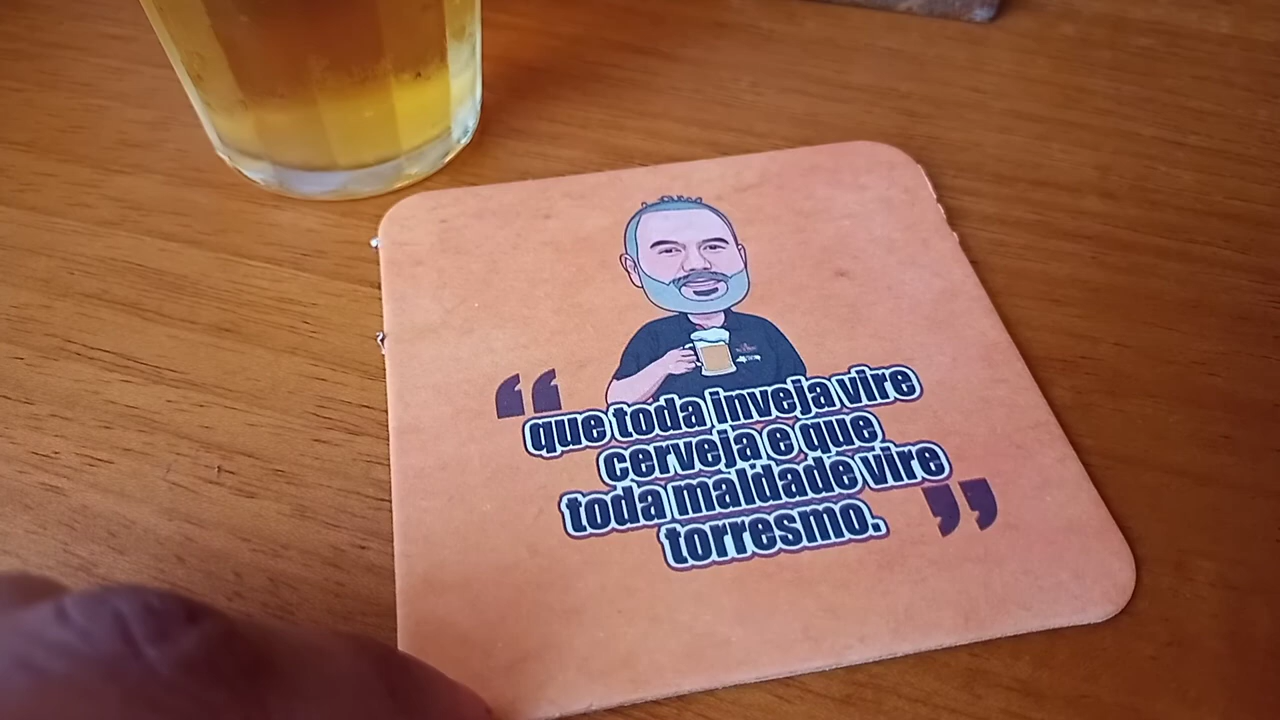 “que toda inveja vire
cerveja e que
toda maldade vire
torresmo.”